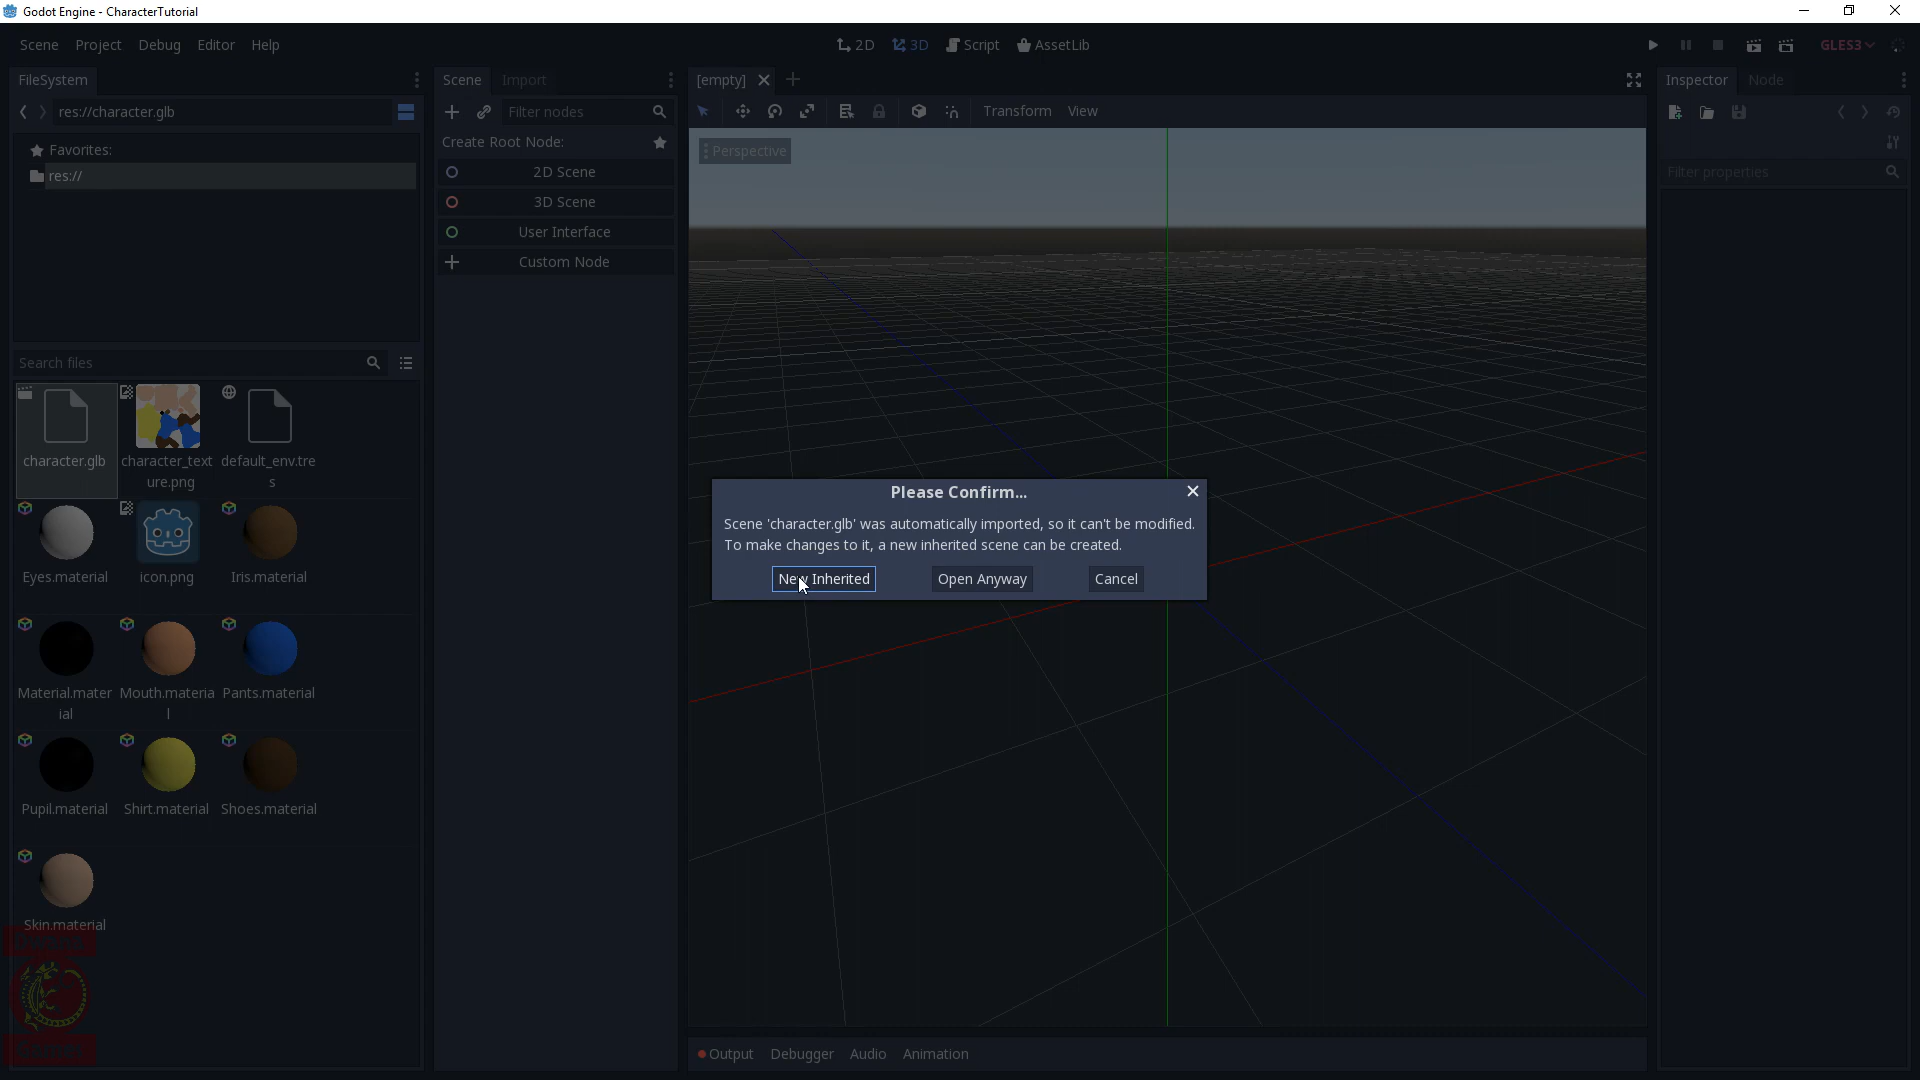 Godot Engine - CharacterTutorial
Scene Project Debug Editor Help
2D 3D Script AssetLib
GLES3
FileSystem
res://character.glb
Favorites:
res://
Search files
character.glb
character_text
ure.png
default_env.tre
s
Eyes.material
icon.png
Iris.material
Material.mater
ial
Mouth.materia
l
Pants.material
Pupil.material
Shirt.material
Shoes.material
Skin.material
Scene Import
Filter nodes
Create Root Node:
2D Scene
3D Scene
User Interface
Custom Node
[empty]
Transform View
Perspective
Please Confirm...
Scene 'character.glb' was automatically imported, so it can't be modified.
To make changes to it, a new inherited scene can be created.
New Inherited Open Anyway Cancel
Output Debugger Audio Animation
Inspector Node
Filter properties